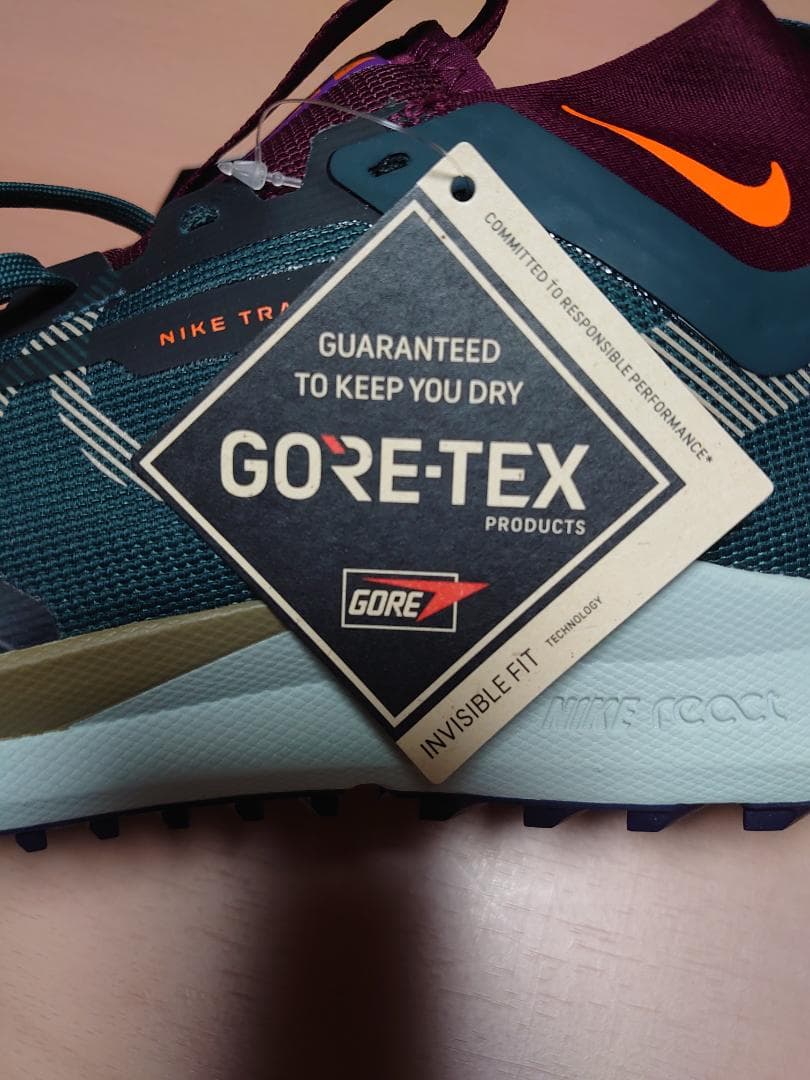 NIKE TRA
COMMITTED TO RESPONSIBLE PERFORMANCE*
GUARANTEED
TO KEEP YOU DRY
GORE-TEX
PRODUCTS
GORE
INVISIBLE FIT TECHNOLOGY
NIKE react